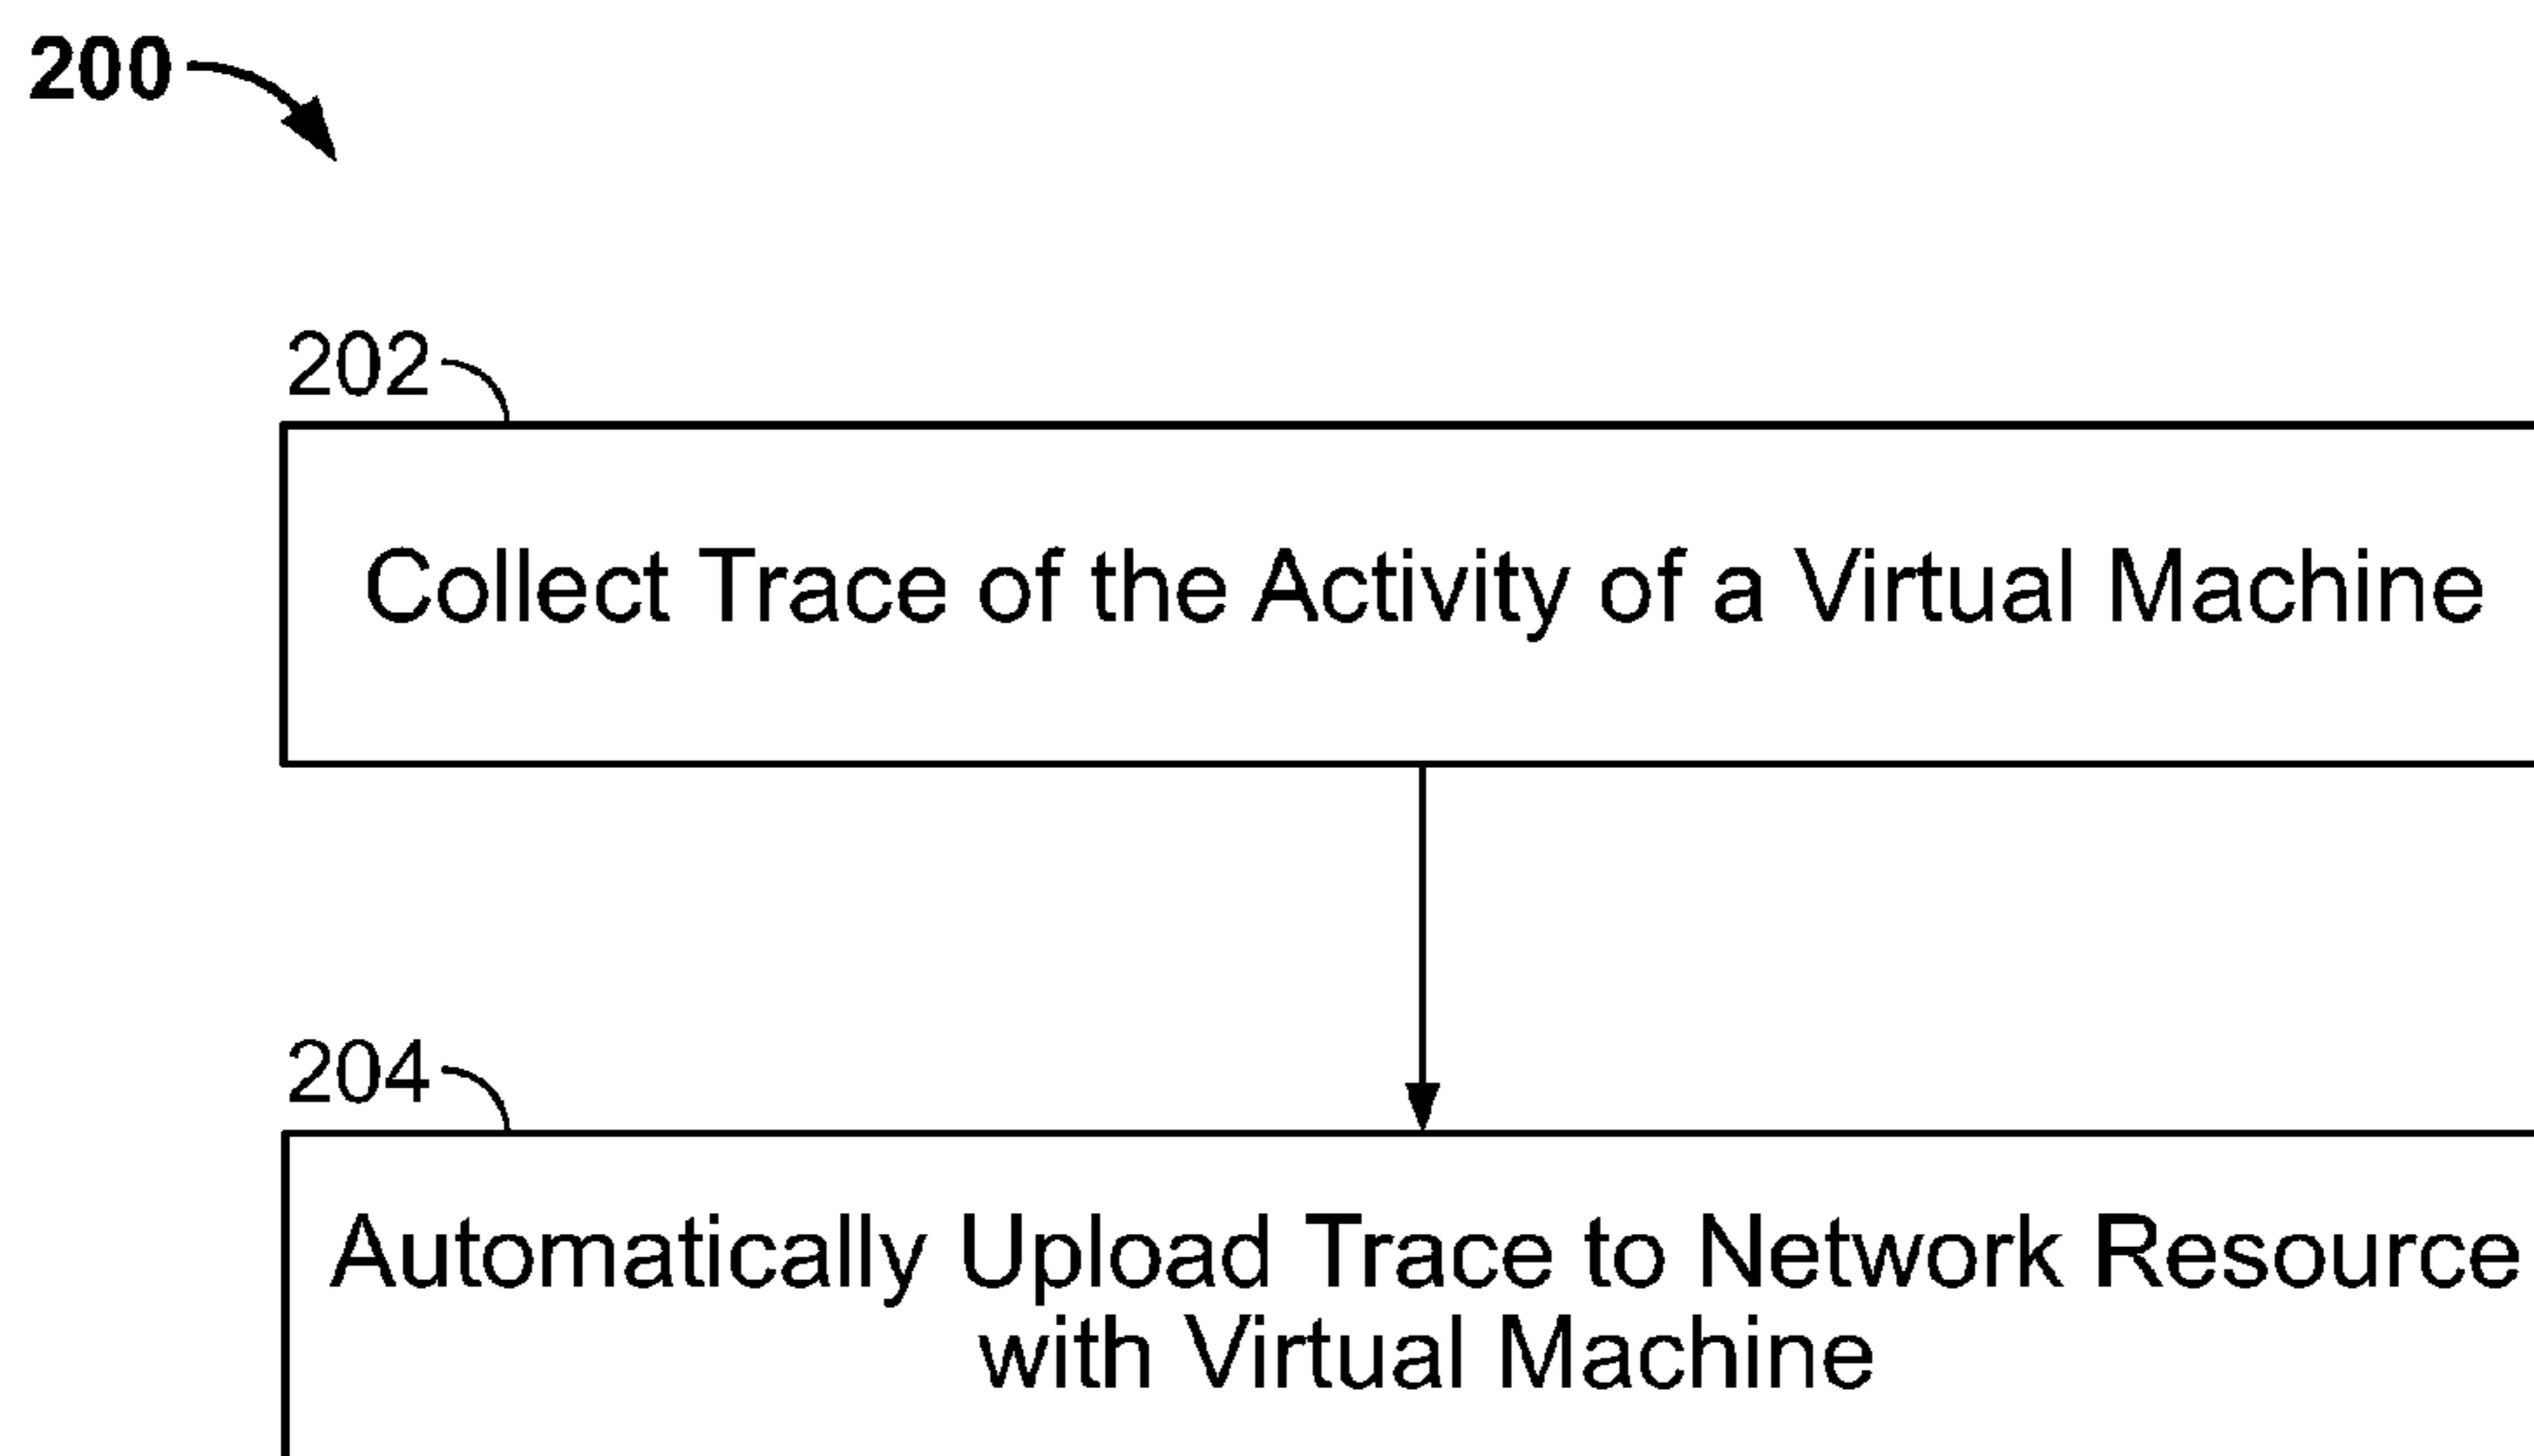 200
202
Collect Trace of the Activity of a Virtual Machine
204
Automatically Upload Trace to Network Resource
with Virtual Machine